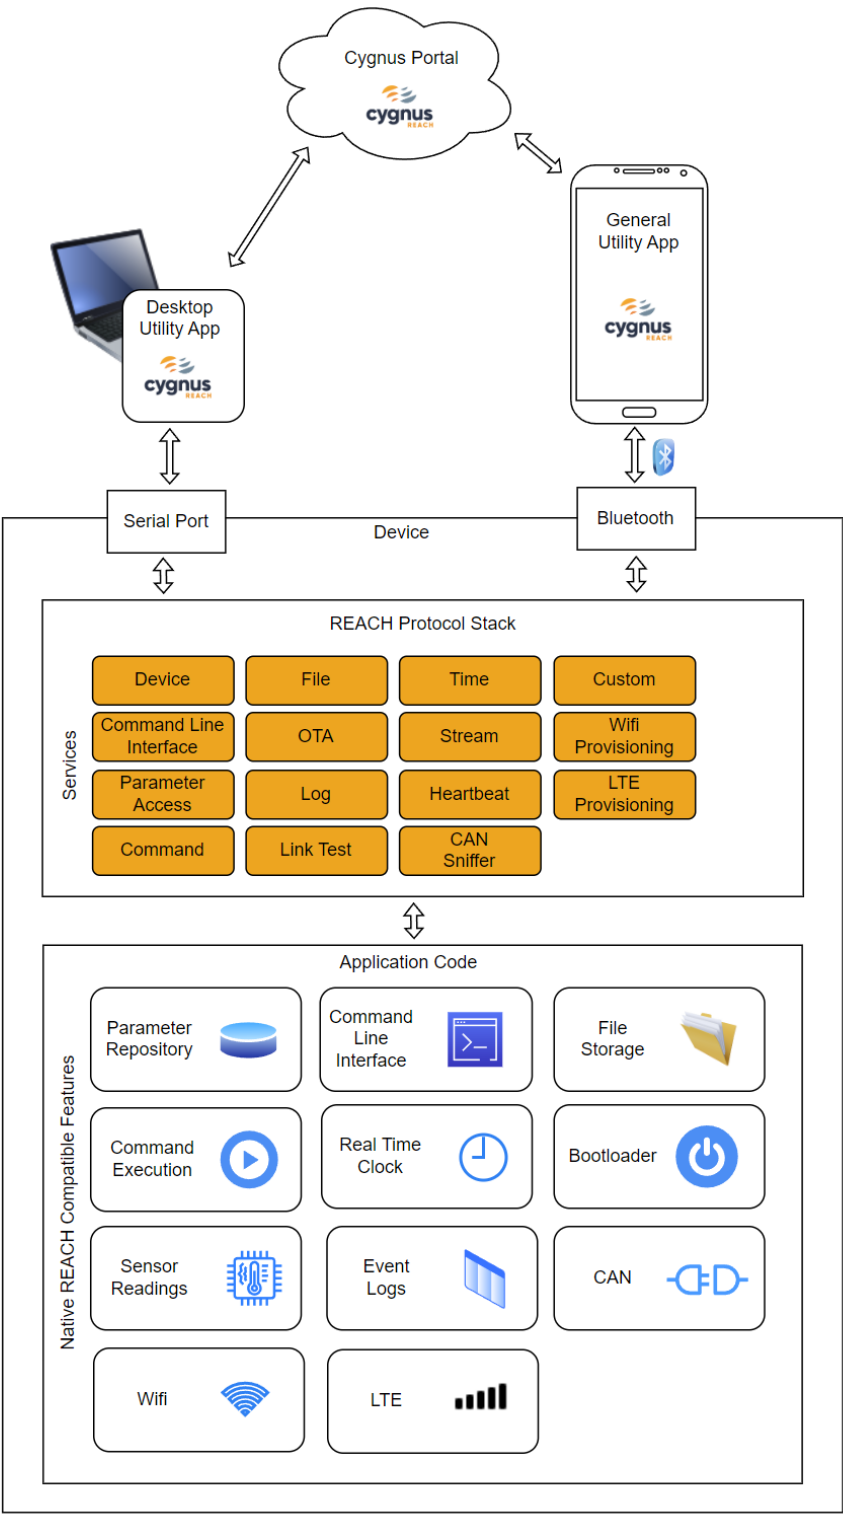 Cygnus Portal
cygnus
REACH
General
Utility App
cygnus
REACH
Desktop
Utility App
cygnus
REACH
Serial Port
Device
Bluetooth
REACH Protocol Stack
Services
Device
File
Time
Custom
Command Line
Interface
OTA
Stream
Wifi
Provisioning
Parameter
Access
Log
Heartbeat
LTE
Provisioning
Command
Link Test
CAN
Sniffer
Application Code
Native REACH Compatible Features
Parameter
Repository
Command
Line
Interface
File
Storage
Command
Execution
Real Time
Clock
Bootloader
Sensor
Readings
Event
Logs
CAN
Wifi
LTE